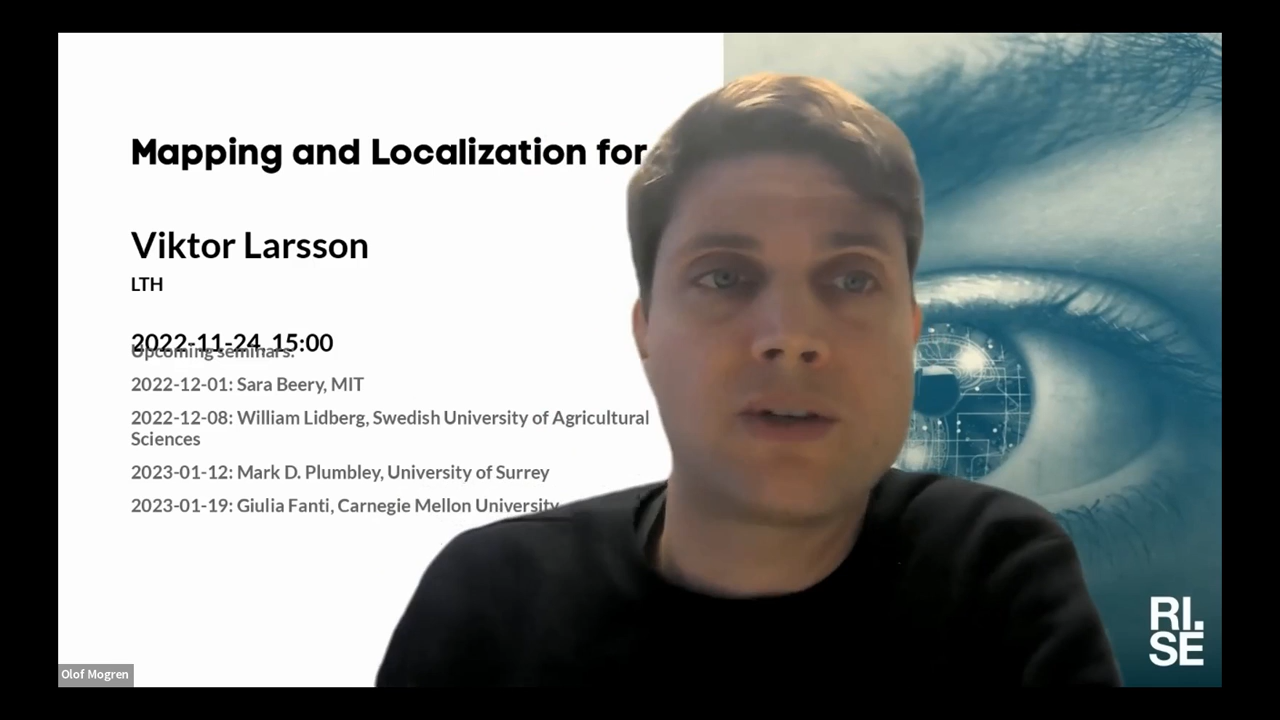 Mapping and Localization for
Viktor Larsson
LTH
2022-11-24 15:00
Upcoming seminars:
2022-12-01: Sara Beery, MIT
2022-12-08: William Lidberg, Swedish University of Agricultural
Sciences
2023-01-12: Mark D. Plumbley, University of Surrey
2023-01-19: Giulia Fanti, Carnegie Mellon University
RI.
SE
Olof Mogren